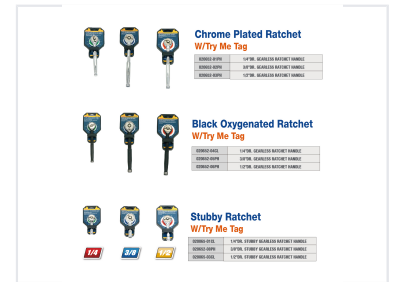 Chrome Plated Ratchet
W/Try Me Tag
1/4"DR. GEARLESS RATCHET HANDLE
3/8"DR. GEARLESS RATCHET HANDLE
1/2"DR. GEARLESS RATCHET HANDLE
Black Oxygenated Ratchet
W/Try Me Tag
1/4"DR. GEARLESS RATCHET HANDLE
3/8"DR. GEARLESS RATCHET HANDLE
1/2"DR. GEARLESS RATCHET HANDLE
Stubby Ratchet
W/Try Me Tag
1/4"DR. STUBBY GEARLESS RATCHET HANDLE
3/8"DR. STUBBY GEARLESS RATCHET HANDLE
1/2"DR. STUBBY GEARLESS RATCHET HANDLE
1/4 3/8 1/2